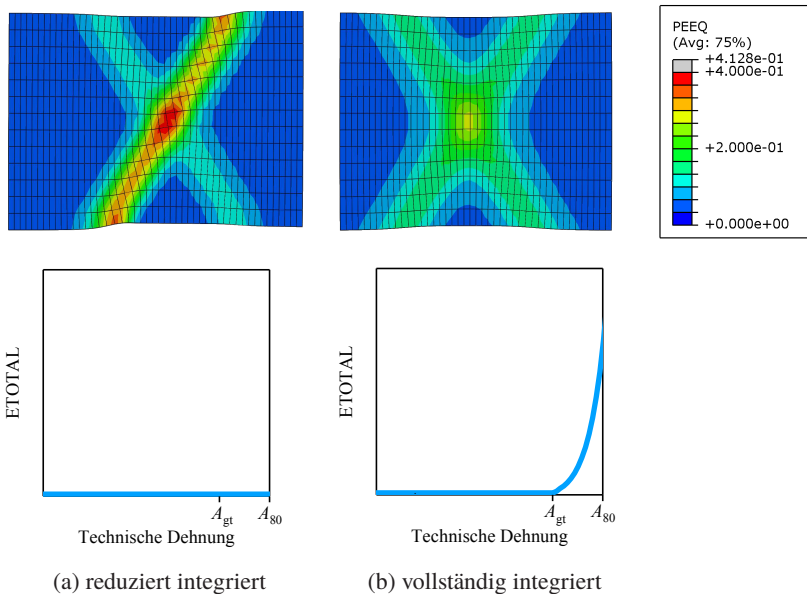 PEEQ
(Avg: 75%)
+4.128e-01
+4.000e-01
+2.000e-01
+0.000e+00
ETOTAL
A_gt A_80
Technische Dehnung
(a) reduziert integriert
ETOTAL
A_gt A_80
Technische Dehnung
(b) vollständig integriert